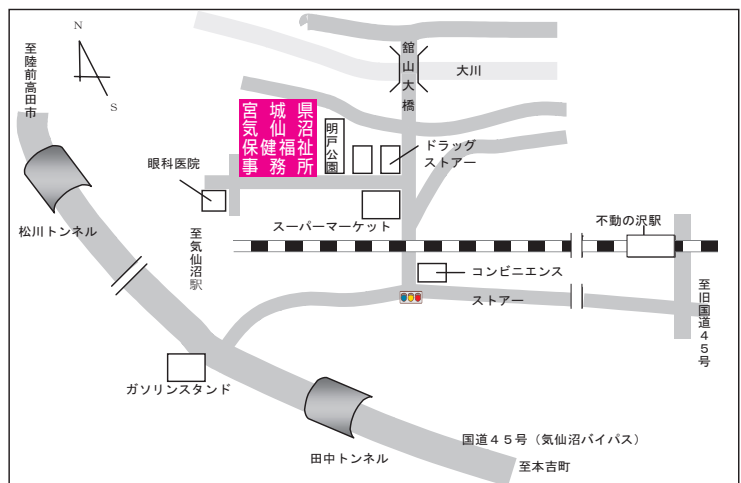 N
S
至陸前高田市
舘山大橋
大川
宮城県
気仙沼
保健福祉
事務所
明戸公園
ドラッグ
ストアー
眼科医院
スーパーマーケット
不動の沢駅
松川トンネル
至気仙沼駅
コンビニエンス
ストアー
至旧国道４５号
ガソリンスタンド
国道４５号（気仙沼バイパス）
田中トンネル
至本吉町